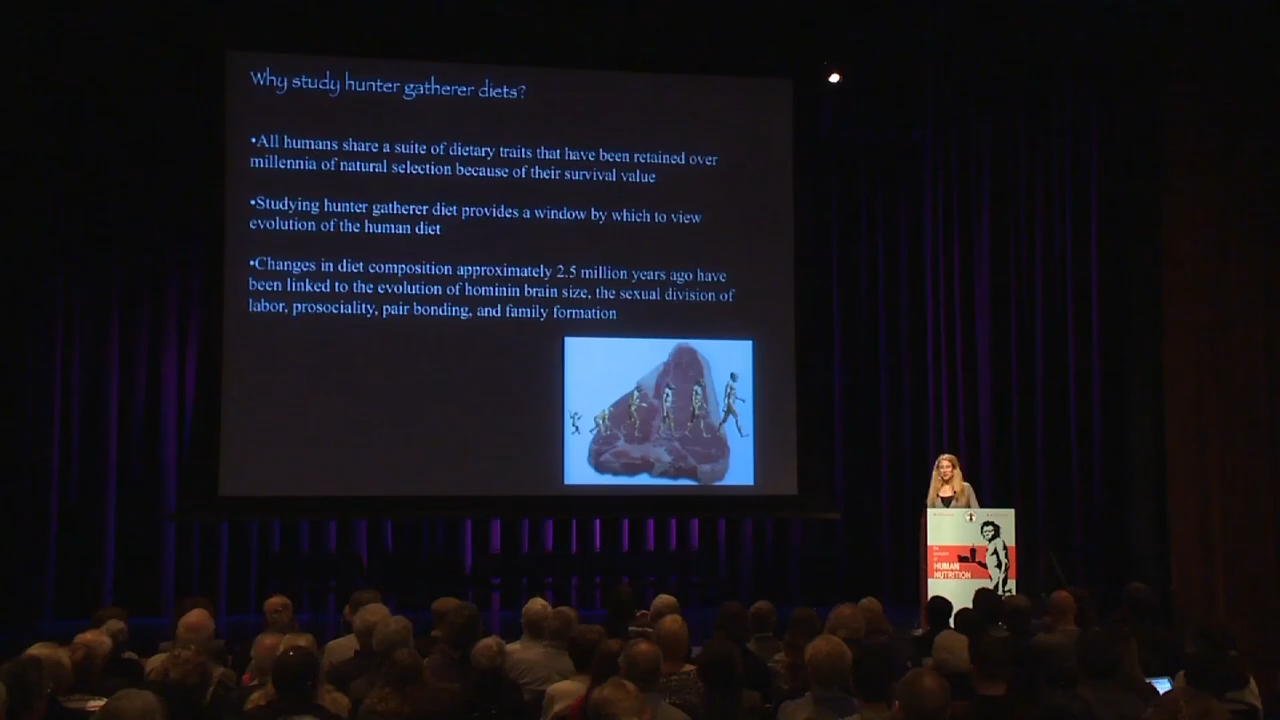 Why study hunter gatherer diets?
•All humans share a suite of dietary traits that have been retained over
millennia of natural selection because of their survival value
•Studying hunter gatherer diet provides a window by which to view
evolution of the human diet
•Changes in diet composition approximately 2.5 million years ago have
been linked to the evolution of hominin brain size, the sexual division of
labor, prosociality, pair bonding, and family formation
HUMAN
NUTRITION